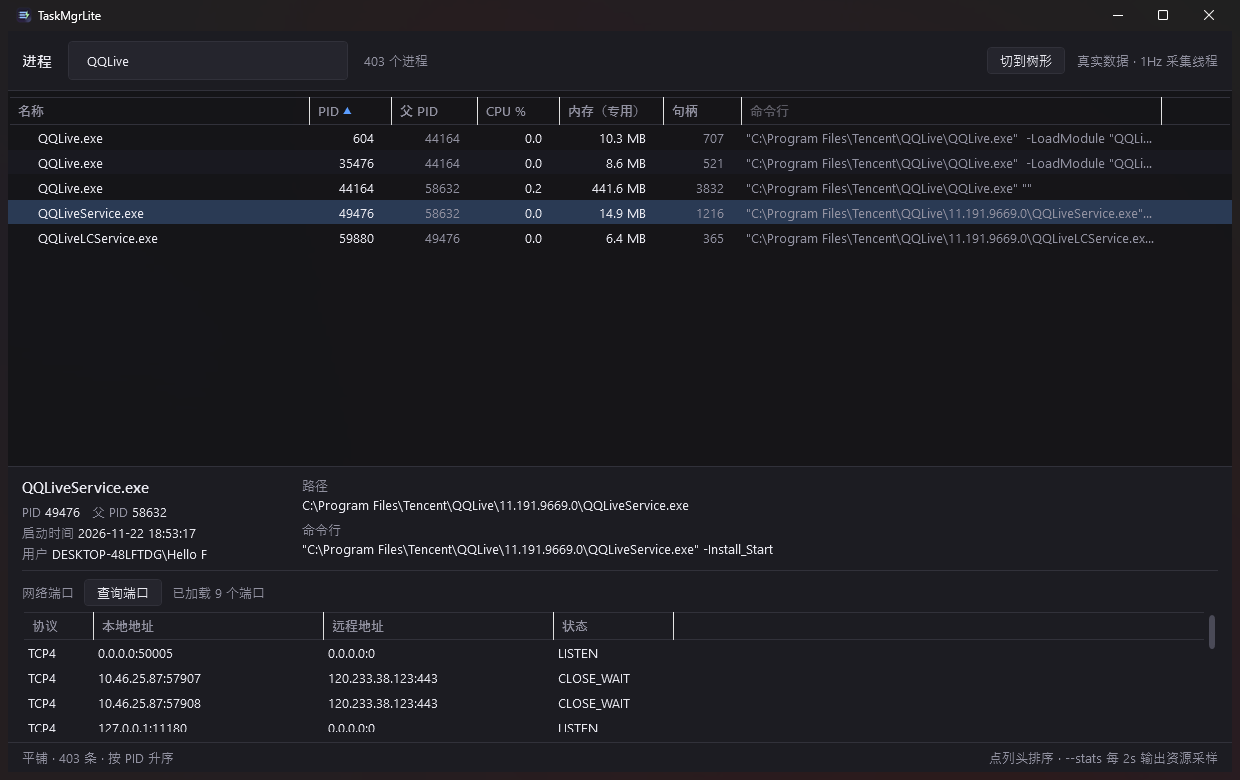 TaskMgrLite
进程 QQLive 403 个进程 切到树形 真实数据 · 1Hz 采集线程
名称 PID 父 PID CPU % 内存（专用） 句柄 命令行
QQLive.exe 604 44164 0.0 10.3 MB 707 "C:\Program Files\Tencent\QQLive\QQLive.exe"  -LoadModule "QQLi...
QQLive.exe 35476 44164 0.0 8.6 MB 521 "C:\Program Files\Tencent\QQLive\QQLive.exe"  -LoadModule "QQLi...
QQLive.exe 44164 58632 0.2 441.6 MB 3832 "C:\Program Files\Tencent\QQLive\QQLive.exe" ""
QQLiveService.exe 49476 58632 0.0 14.9 MB 1216 "C:\Program Files\Tencent\QQLive\11.191.9669.0\QQLiveService.exe"...
QQLiveLCService.exe 59880 49476 0.0 6.4 MB 365 "C:\Program Files\Tencent\QQLive\11.191.9669.0\QQLiveLCService.ex...
QQLiveService.exe
PID 49476 父 PID 58632
启动时间 2026-11-22 18:53:17
用户 DESKTOP-48LFTDG\Hello F
路径
C:\Program Files\Tencent\QQLive\11.191.9669.0\QQLiveService.exe
命令行
"C:\Program Files\Tencent\QQLive\11.191.9669.0\QQLiveService.exe" -Install_Start
网络端口 查询端口 已加载 9 个端口
协议 本地地址 远程地址 状态
TCP4 0.0.0.0:50005 0.0.0.0:0 LISTEN
TCP4 10.46.25.87:57907 120.233.38.123:443 CLOSE_WAIT
TCP4 10.46.25.87:57908 120.233.38.123:443 CLOSE_WAIT
TCP4 127.0.0.1:11180 0.0.0.0:0 LISTEN
平铺 · 403 条 · 按 PID 升序 点列头排序 · --stats 每 2s 输出资源采样